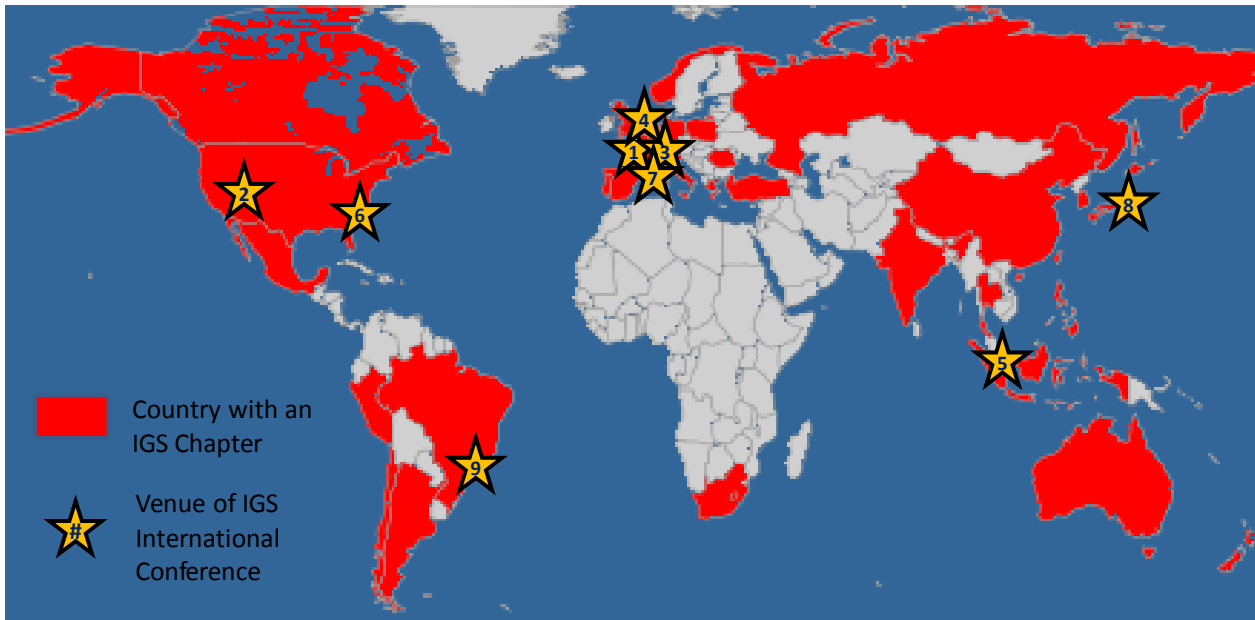 4
1
3
7
2
6
8
5
9
Country with an
IGS Chapter
#
Venue of IGS
International
Conference